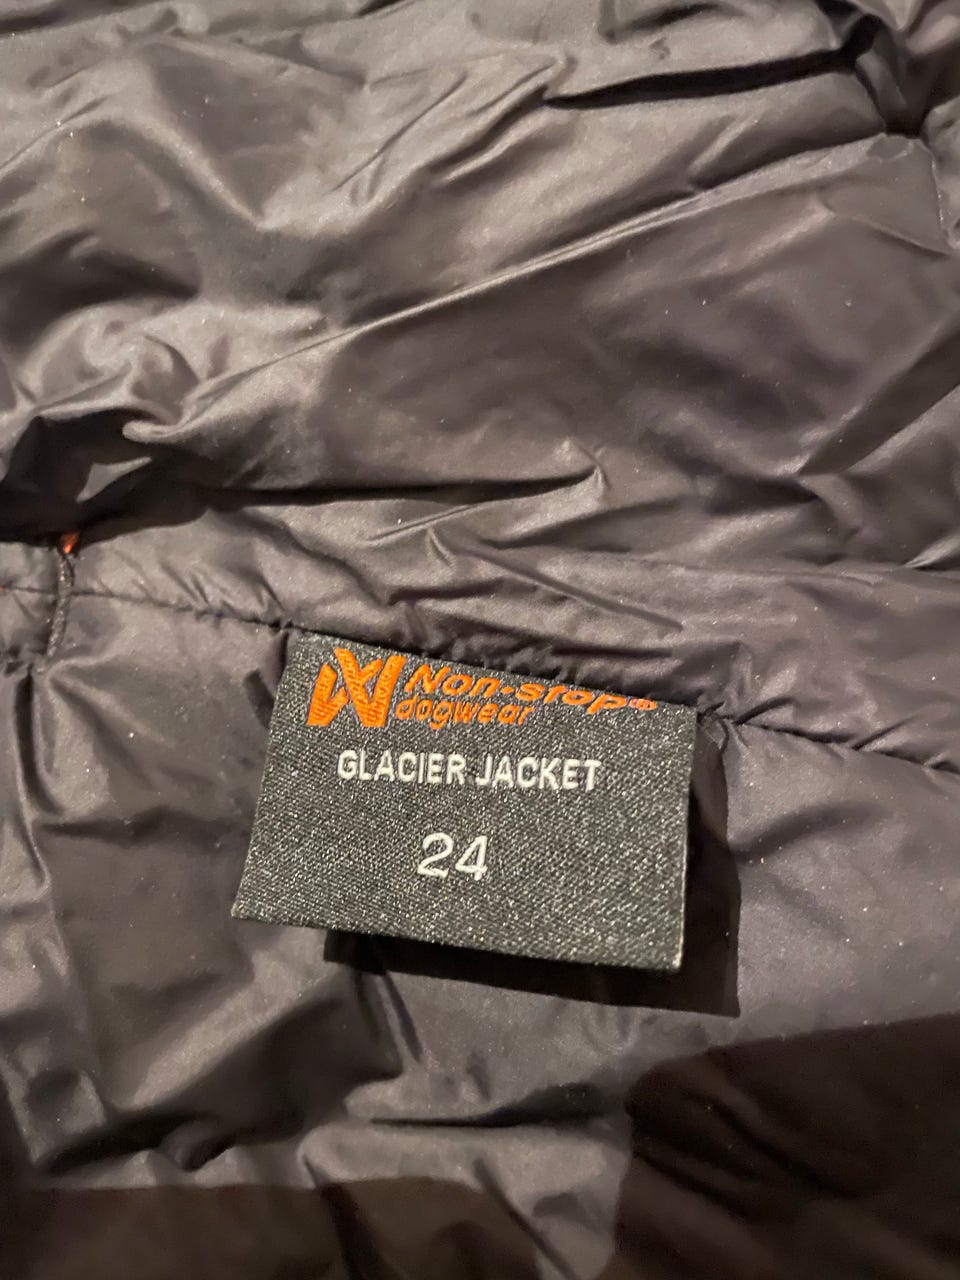 Non-stop®
dogwear
GLACIER JACKET
24